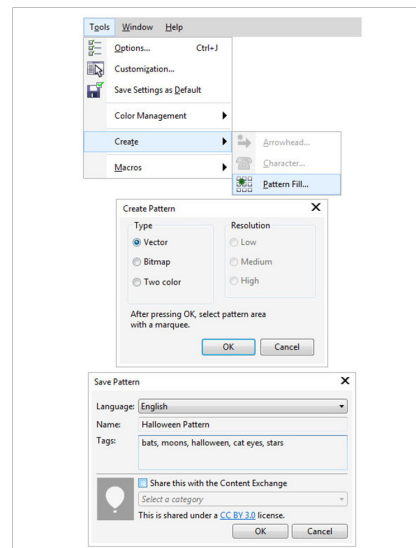 Tools Window Help
Options... Ctrl+J
Customization...
Save Settings as Default
Color Management
Create
Arrowhead...
Character...
Macros
Pattern Fill...
Create Pattern X
Type Resolution
Vector Low
Bitmap Medium
Two color High
After pressing OK, select pattern area
with a marquee.
OK Cancel
Save Pattern X
Language: English
Name: Halloween Pattern
Tags: bats, moons, halloween, cat eyes, stars
Share this with the Content Exchange
Select a category
This is shared under a CC BY 3.0 license.
OK Cancel